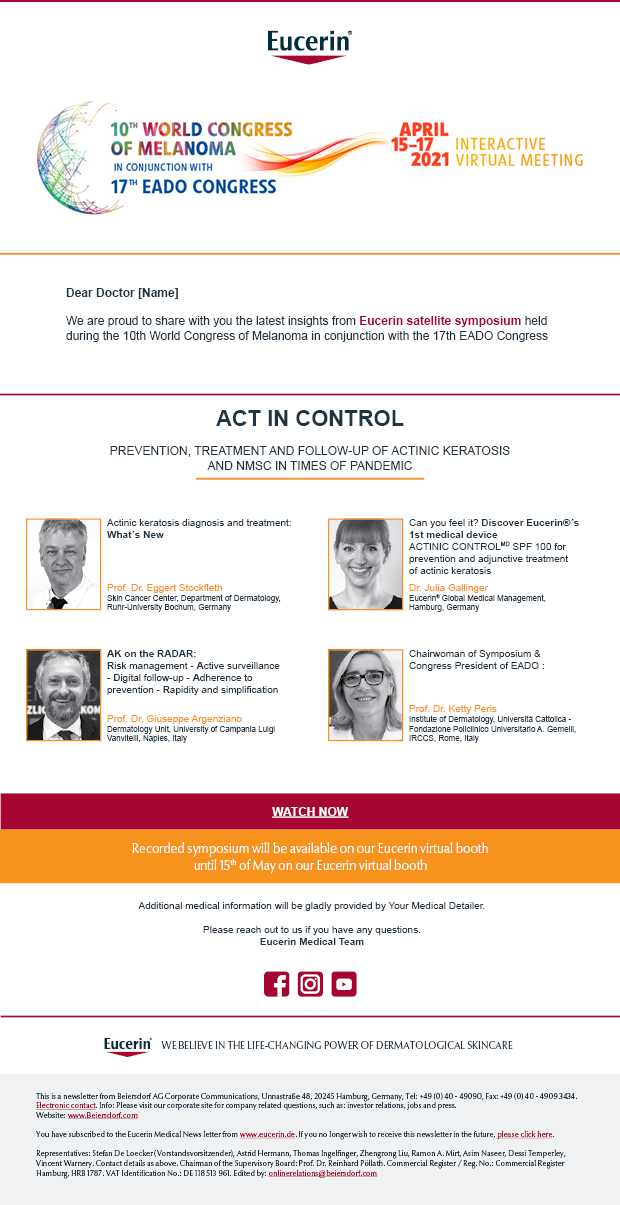 Eucerin®
10TH WORLD CONGRESS
OF MELANOMA
IN CONJUNCTION WITH
17TH EADO CONGRESS
APRIL
15-17
2021
INTERACTIVE
VIRTUAL MEETING
Dear Doctor [Name]
We are proud to share with you the latest insights from Eucerin satellite symposium held
during the 10th World Congress of Melanoma in conjunction with the 17th EADO Congress
ACT IN CONTROL
PREVENTION, TREATMENT AND FOLLOW-UP OF ACTINIC KERATOSIS
AND NMSC IN TIMES OF PANDEMIC
Actinic keratosis diagnosis and treatment:
What´s New
Prof. Dr. Eggert Stockfleth
Skin Cancer Center, Department of Dermatology,
Ruhr-University Bochum, Germany
Can you feel it? Discover Eucerin®´s
1st medical device
ACTINIC CONTROLMD SPF 100 for
prevention and adjunctive treatment
of actinic keratosis
Dr. Julia Gallinger
Eucerin® Global Medical Management,
Hamburg, Germany
AK on the RADAR:
Risk management - Active surveillance
- Digital follow-up - Adherence to
prevention - Rapidity and simplification
Prof. Dr. Giuseppe Argenziano
Dermatology Unit, University of Campania Luigi
Vanvitelli, Naples, Italy
Chairwoman of Symposium &
Congress President of EADO :
Prof. Dr. Ketty Peris
Institute of Dermatology, Università Cattolica -
Fondazione Policlinico Universitario A. Gemelli,
IRCCS, Rome, Italy
WATCH NOW
Recorded symposium will be available on our Eucerin virtual booth
until 15th of May on our Eucerin virtual booth
Additional medical information will be gladly provided by Your Medical Detailer.
Please reach out to us if you have any questions.
Eucerin Medical Team
Eucerin® WE BELIEVE IN THE LIFE-CHANGING POWER OF DERMATOLOGICAL SKINCARE
This is a newsletter from Beiersdorf AG Corporate Communications, Unnastraße 48, 20245 Hamburg, Germany, Tel: +49 (0) 40 - 49090, Fax: +49 (0) 40 - 4909 3434.
Electronic contact. Info: Please visit our corporate site for company related questions, such as: investor relations, jobs and press.
Website: www.Beiersdorf.com
You have subscribed to the Eucerin Medical News letter from www.eucerin.de. If you no longer wish to receive this newsletter in the future, please click here.
Representatives: Stefan De Loecker (Vorstandsvorsitzender), Astrid Hermann, Thomas Ingelfinger, Zhengrong Liu, Ramon A. Mirt, Asim Naseer, Dessi Temperley,
Vincent Warnery. Contact details as above. Chairman of the Supervisory Board: Prof. Dr. Reinhard Pöllath. Commercial Register / Reg. No.: Commercial Register
Hamburg, HRB 1787. VAT Identification No.: DE 118 513 961. Edited by: onlinerelations@beiersdorf.com